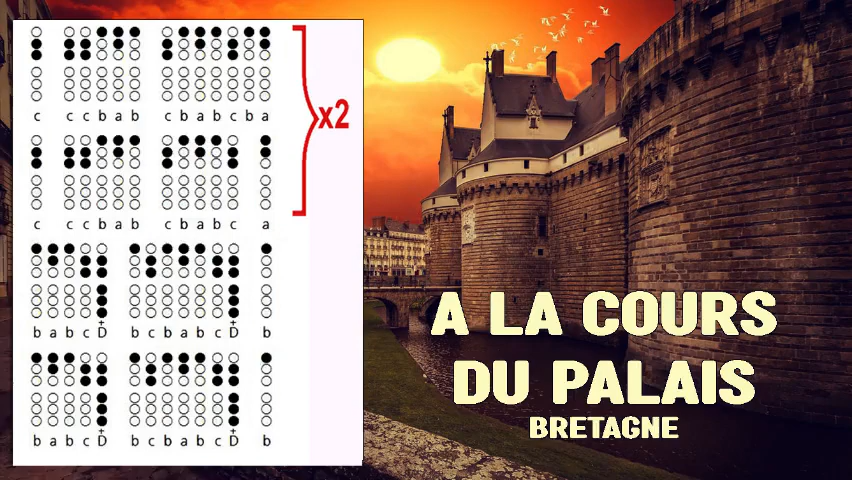 c c c b a b c b a b c b a
x2
c c c b a b c b a b c a
b a b c D b c b a b c D b
+ +
b a b c D b c b a b c D b
+ +
A LA COURS
DU PALAIS
BRETAGNE